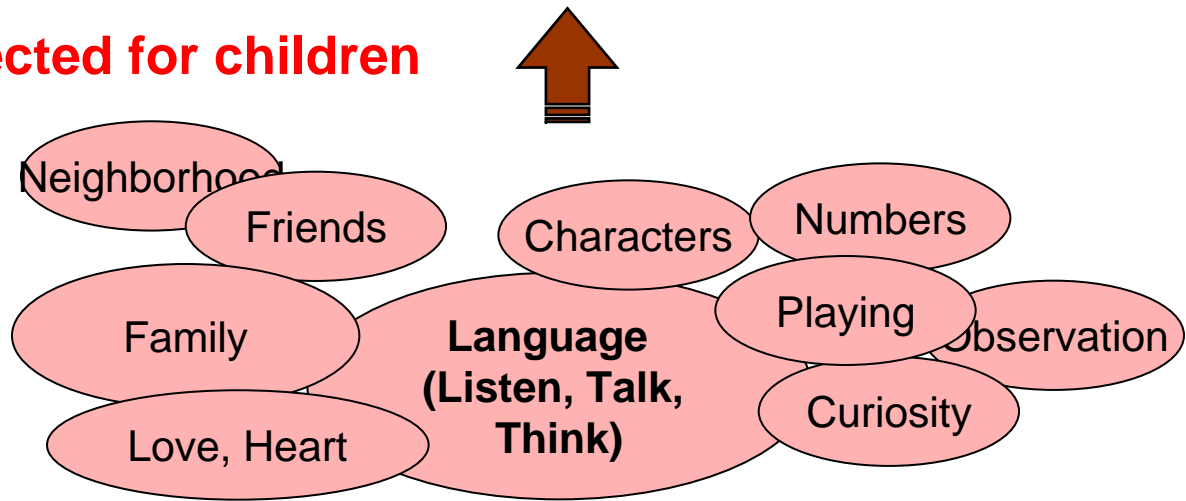 ected for children
Neighborhood
Friends
Characters
Numbers
Family
Language
(Listen, Talk,
Think)
Playing
Observation
Love, Heart
Curiosity